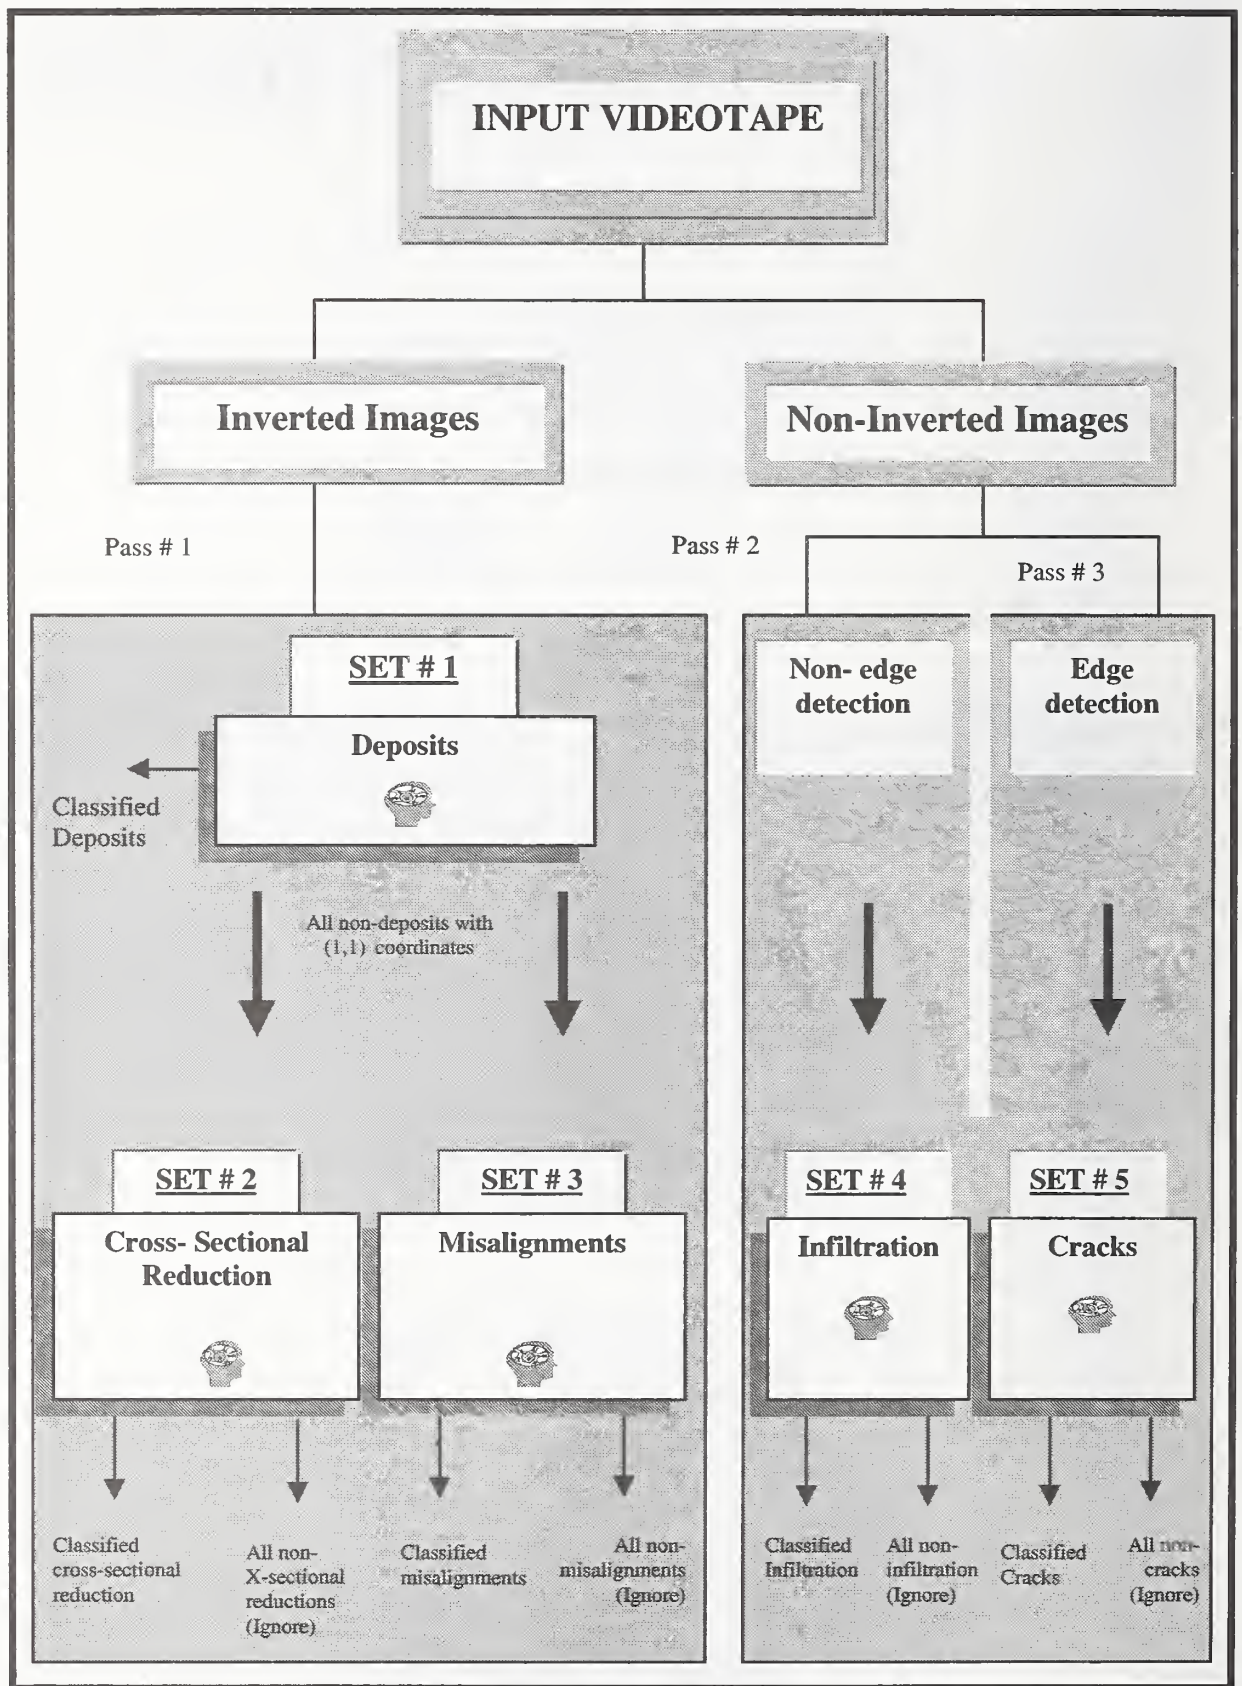 INPUT VIDEOTAPE
Inverted Images
Non-Inverted Images
Pass # 1
Pass # 2
Pass # 3
SET # 1
Deposits
Classified
Deposits
All non-deposits with
(1,1) coordinates
Non- edge
detection
Edge
detection
SET # 2
Cross- Sectional
Reduction
SET # 3
Misalignments
SET # 4
Infiltration
SET # 5
Cracks
Classified
cross-sectional
reduction
All non-
X-sectional
reductions
(Ignore)
Classified
misalignments
All non-
misalignments
(Ignore)
Classified
Infiltration
All non-
infiltration
(Ignore)
Classified
Cracks
All non-
cracks
(Ignore)